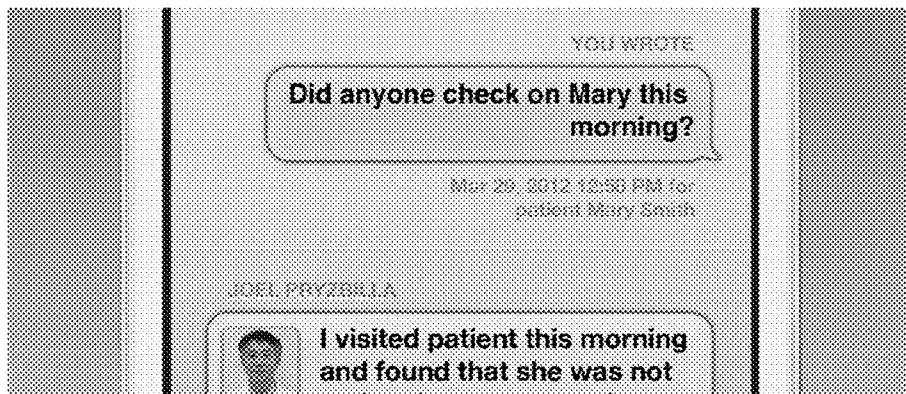 YOU WROTE
Did anyone check on Mary this
morning?
Mar 29, 2012 12:50 PM for
patient Mary Smith
JOEL PRYZBILLA
I visited patient this morning
and found that she was not